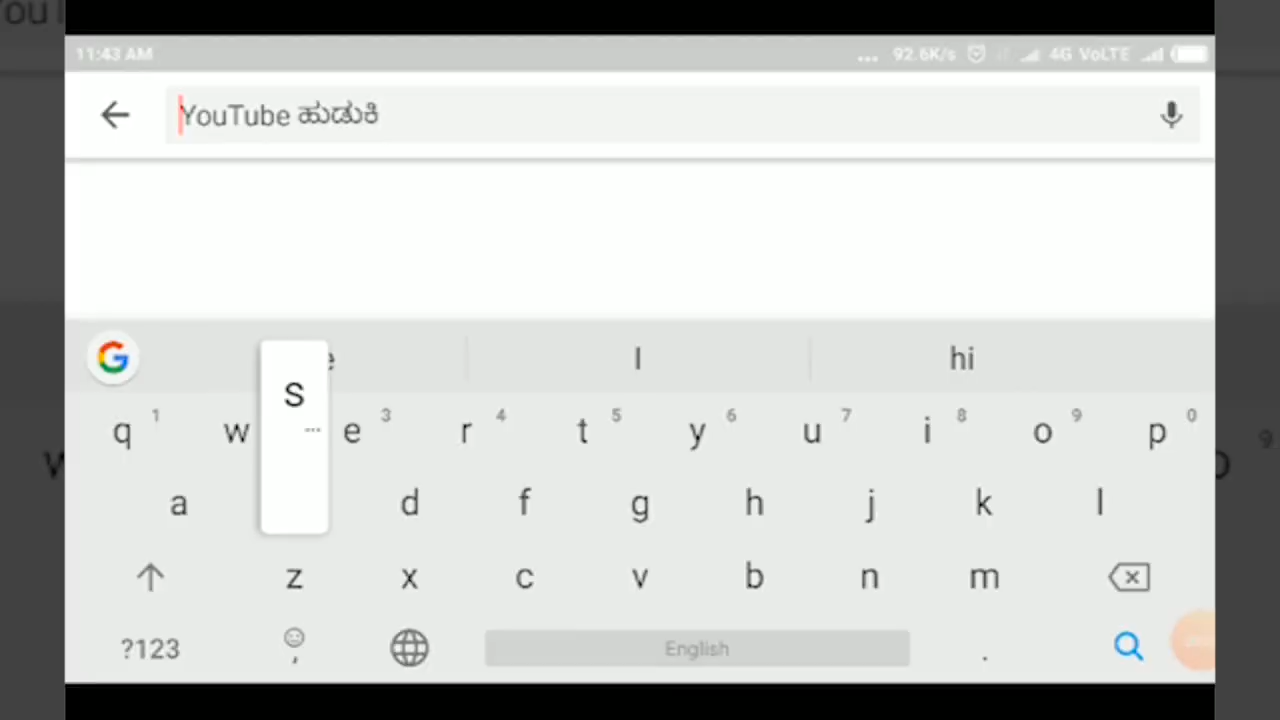 11:43 AM ... 92.6K/s 4G VoLTE
YouTube ಹುಡುಕಿ
I hi
q 1 w e 3 r 4 t 5 y 6 u 7 i 8 o 9 p 0
S
a d f g h j k l
z x c v b n m
?123 , English .